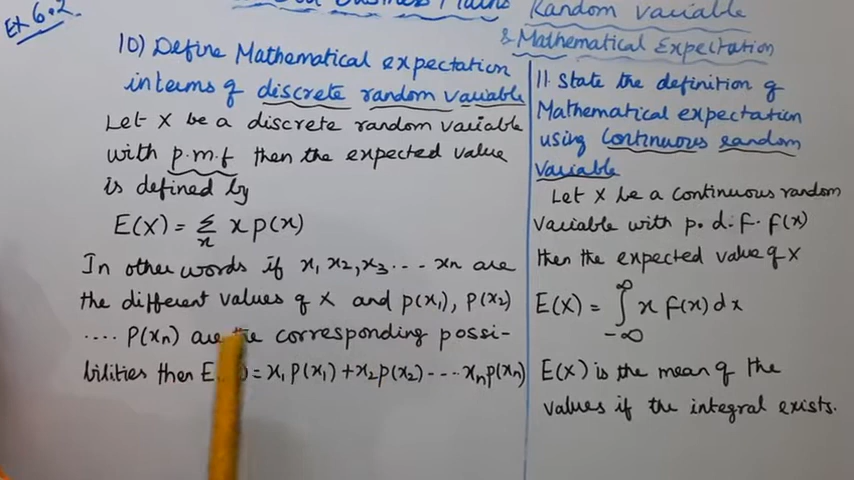 Ex 6.2
Business Maths Random Variable
& Mathematical Expectation
10) Define Mathematical expectation
in terms of discrete random variable
Let X be a discrete random variable
with p.m.f then the expected value
is defined by
E(X) = Σ x p(x)
x
In other words if x₁ x₂, x₃ .... xn are
the different values of X and p(x₁), P(x₂)
.... P(xn) are the corresponding possi-
bilities then E = x₁ P(x₁) + x₂ p(x₂) - .... xn p(xn)
11. State the definition of
Mathematical expectation
using Continuous random
Variable
Let X be a continuous random
Variable with p.d.f. f(x)
then the expected value of X
E(X) = ∫ x f(x) dx
∞
-∞
E(X) is the mean of the
values if the integral exists.